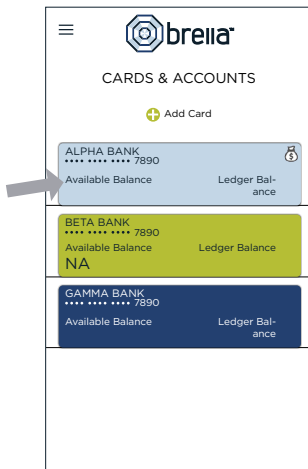 brella™
CARDS & ACCOUNTS
Add Card
ALPHA BANK
•••• •••• •••• 7890
Available Balance Ledger Bal-
ance
BETA BANK
•••• •••• •••• 7890
Available Balance Ledger Balance
NA
GAMMA BANK
•••• •••• •••• 7890
Available Balance Ledger Bal-
ance